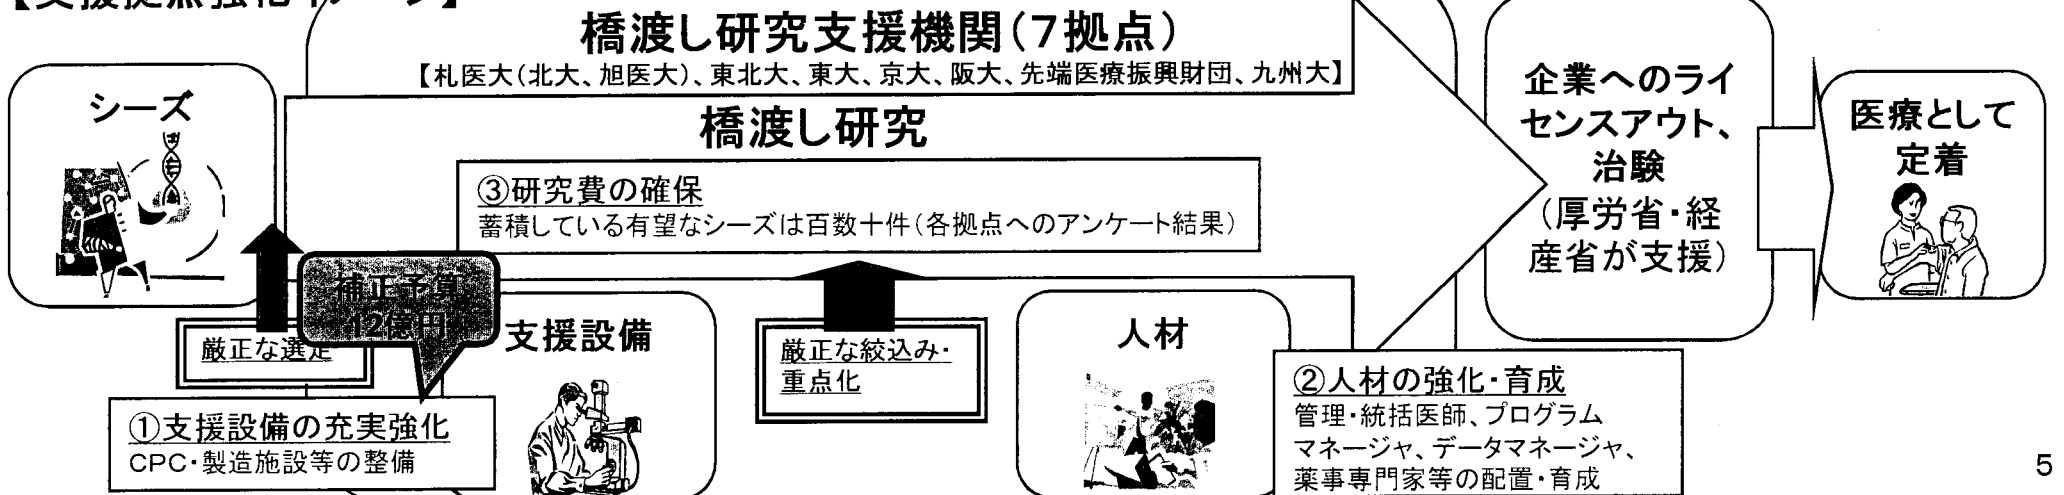 【支援拠点強化イメージ】
橋渡し研究支援機関(7拠点)
【札医大(北大、旭医大)、東北大、東大、京大、阪大、先端医療振興財団、九州大】
シーズ
橋渡し研究
③研究費の確保
蓄積している有望なシーズは百数十件(各拠点へのアンケート結果)
企業へのライ
センスアウト、
治験
(厚労省・経
産省が支援)
医療として
定着
補正予算
42億円
厳正な選定
支援設備
厳正な絞込み・
重点化
人材
①支援設備の充実強化
CPC・製造施設等の整備
②人材の強化・育成
管理・統括医師、プログラム
マネージャ、データマネージャ、
薬事専門家等の配置・育成
5